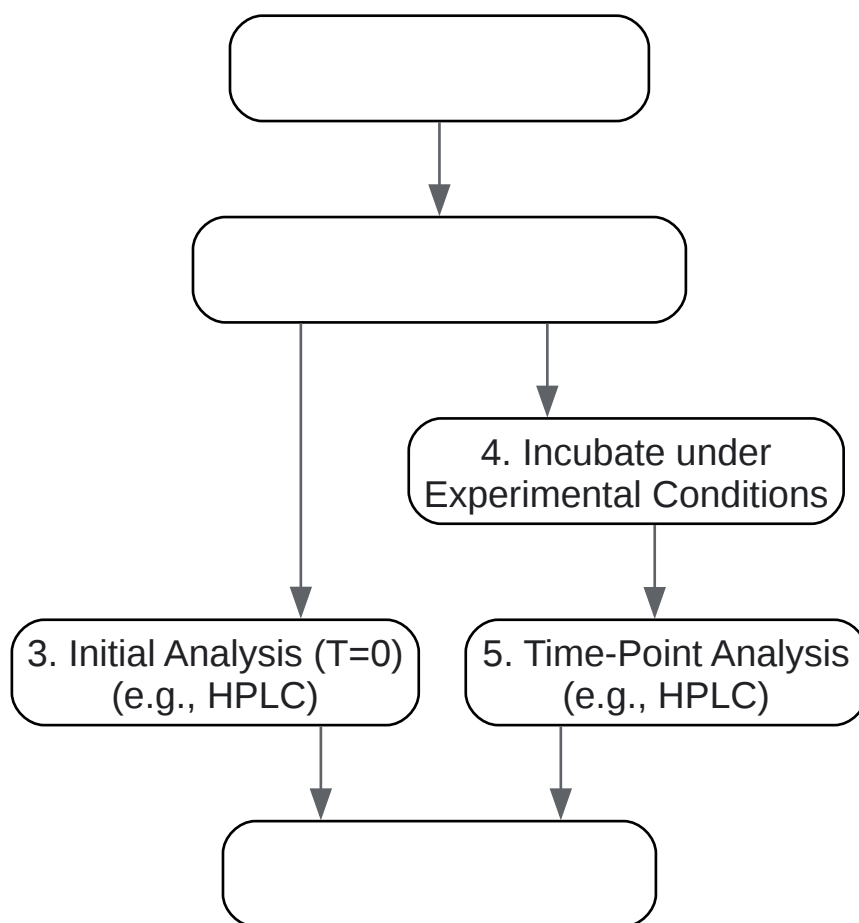 4. Incubate under
Experimental Conditions
3. Initial Analysis (T=0)
(e.g., HPLC)
5. Time-Point Analysis
(e.g., HPLC)